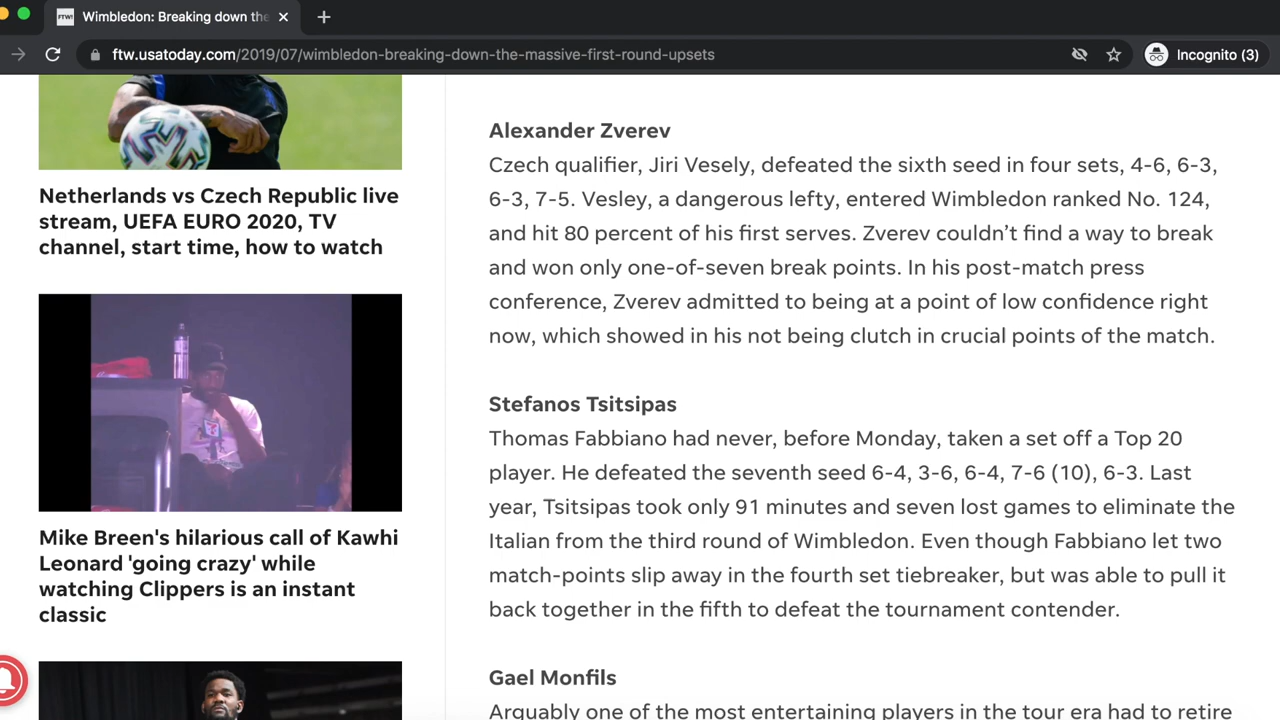 FTW!
Wimbledon: Breaking down the
ftw.usatoday.com/2019/07/wimbledon-breaking-down-the-massive-first-round-upsets
Incognito (3)
Netherlands vs Czech Republic live
stream, UEFA EURO 2020, TV
channel, start time, how to watch
Mike Breen's hilarious call of Kawhi
Leonard 'going crazy' while
watching Clippers is an instant
classic
Alexander Zverev
Czech qualifier, Jiri Vesely, defeated the sixth seed in four sets, 4-6, 6-3,
6-3, 7-5. Vesley, a dangerous lefty, entered Wimbledon ranked No. 124,
and hit 80 percent of his first serves. Zverev couldn’t find a way to break
and won only one-of-seven break points. In his post-match press
conference, Zverev admitted to being at a point of low confidence right
now, which showed in his not being clutch in crucial points of the match.
Stefanos Tsitsipas
Thomas Fabbiano had never, before Monday, taken a set off a Top 20
player. He defeated the seventh seed 6-4, 3-6, 6-4, 7-6 (10), 6-3. Last
year, Tsitsipas took only 91 minutes and seven lost games to eliminate the
Italian from the third round of Wimbledon. Even though Fabbiano let two
match-points slip away in the fourth set tiebreaker, but was able to pull it
back together in the fifth to defeat the tournament contender.
Gael Monfils
Arguably one of the most entertaining players in the tour era had to retire